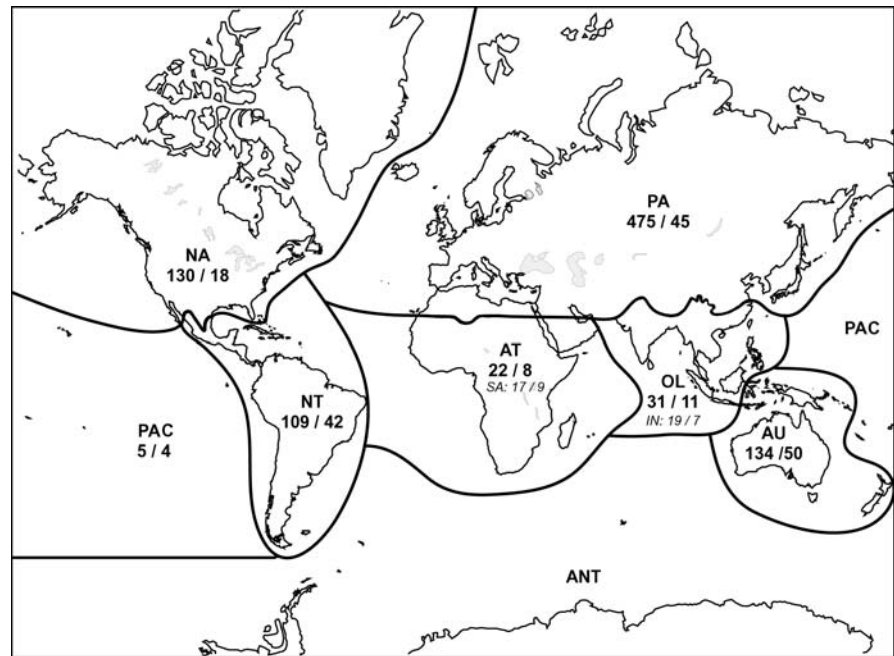 PA
475 / 45
NA
130 / 18
PAC
AT
22 / 8
SA: 17 / 9
OL
31 / 11
IN: 19 / 7
NT
109 / 42
PAC
5 / 4
AU
134 /50
ANT